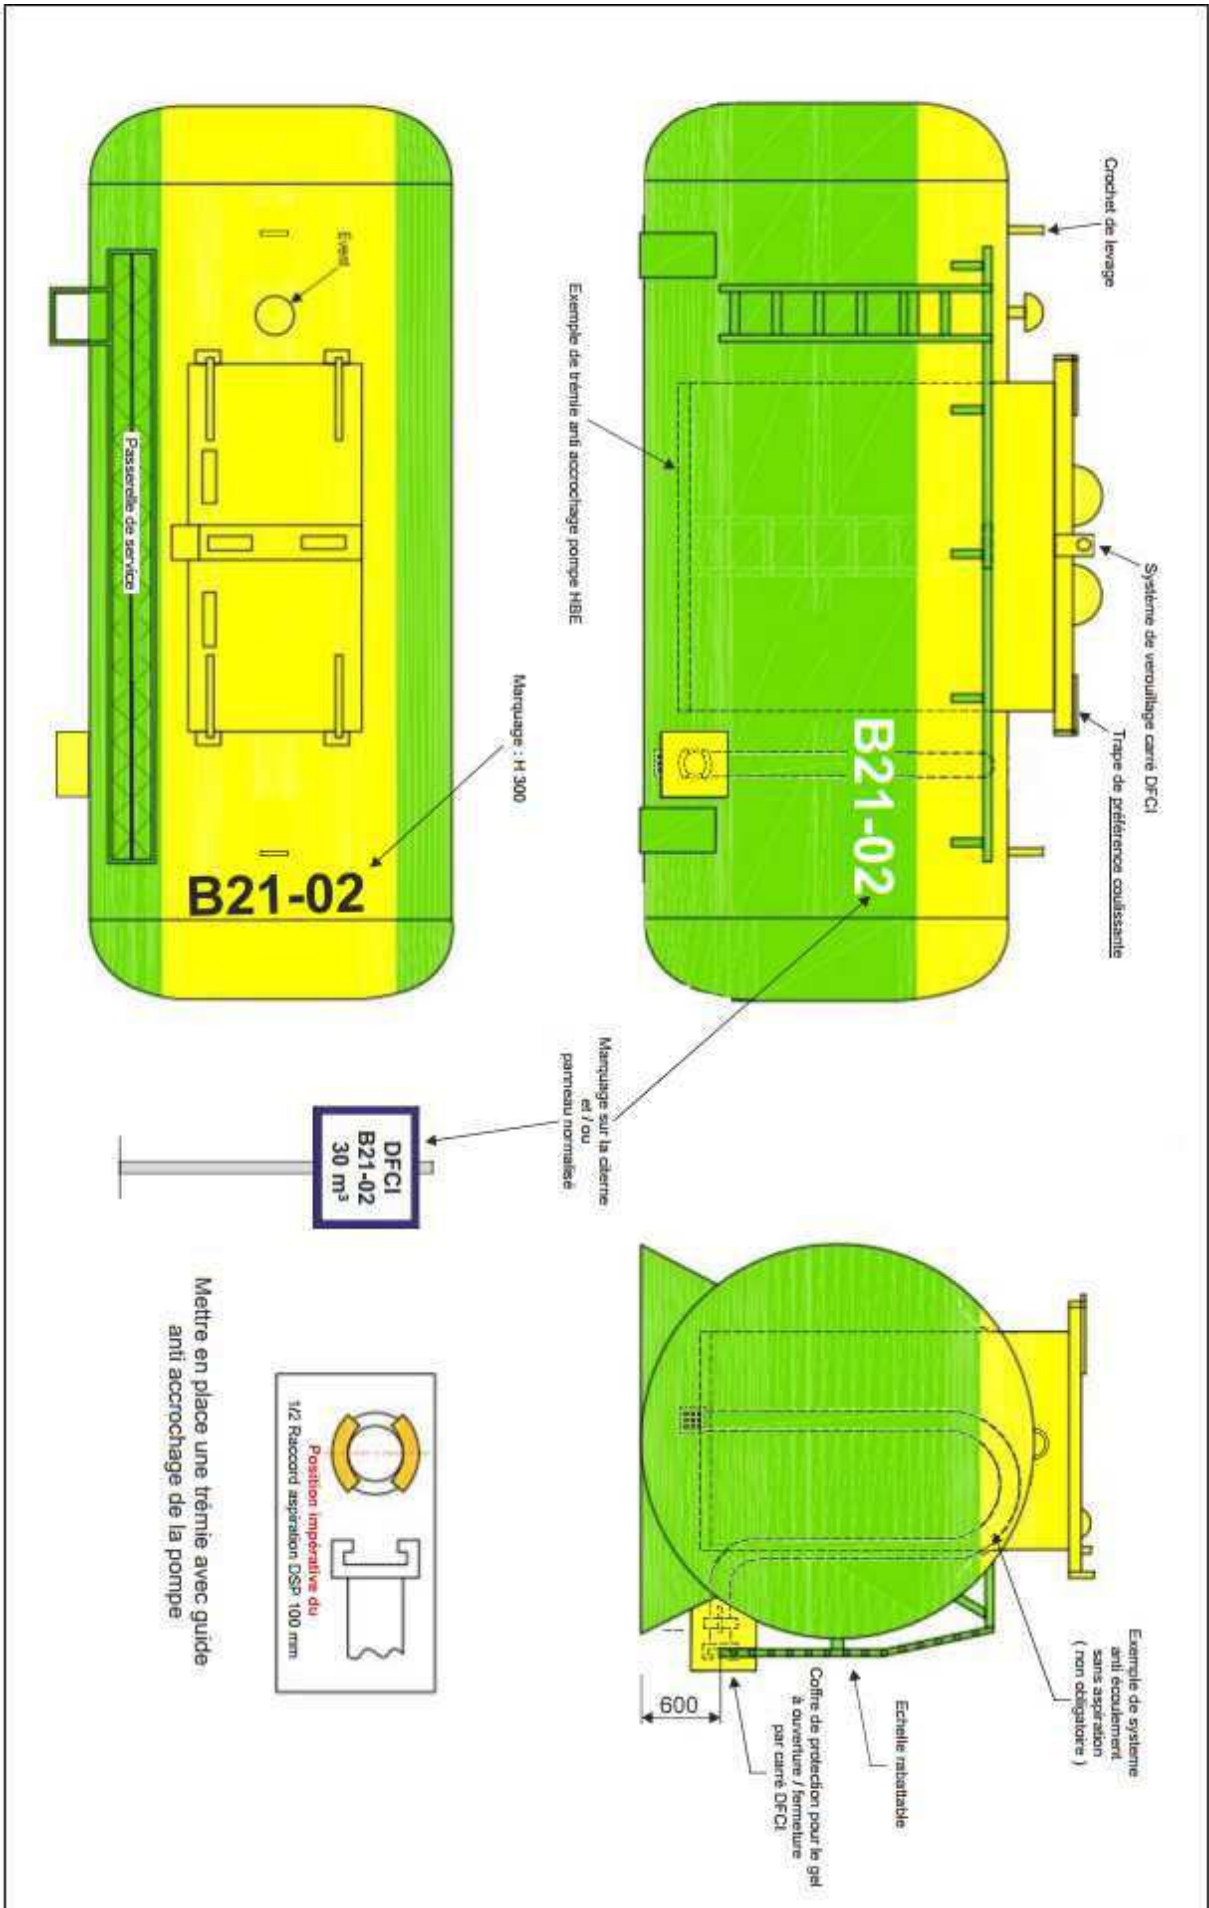 Crochet de levage
Système de verouillage carré DFCI
Trape de préférence coulissante
Exemple de trémie anti accrochage pompe HBE
B21-02
Event
Passerelle de service
Marquage : H 300
B21-02
Marquage sur la citerne
et / ou
panneau normalisé
DFCI
B21-02
30 m³
Exemple de systeme
anti écoulement
sans aspiration
( non obligatoire )
Echelle rabattable
Coffre de protection pour le gel
à ouverture / fermeture
par carré DFCI
600
Position impérative du
1/2 Raccord aspiration DSP 100 mm
Mettre en place une trémie avec guide
anti accrochage de la pompe